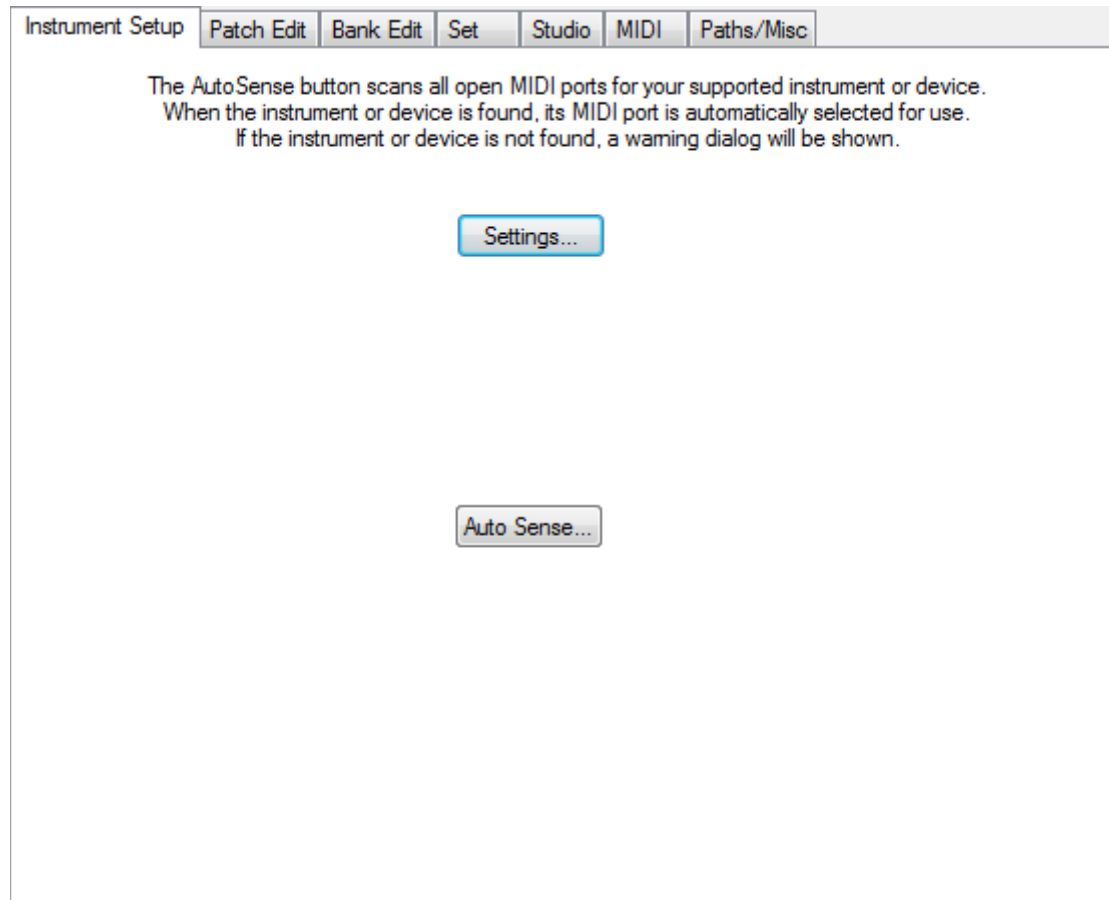 Instrument Setup Patch Edit Bank Edit Set Studio MIDI Paths/Misc
The AutoSense button scans all open MIDI ports for your supported instrument or device.
When the instrument or device is found, its MIDI port is automatically selected for use.
If the instrument or device is not found, a warning dialog will be shown.
Settings...
Auto Sense...